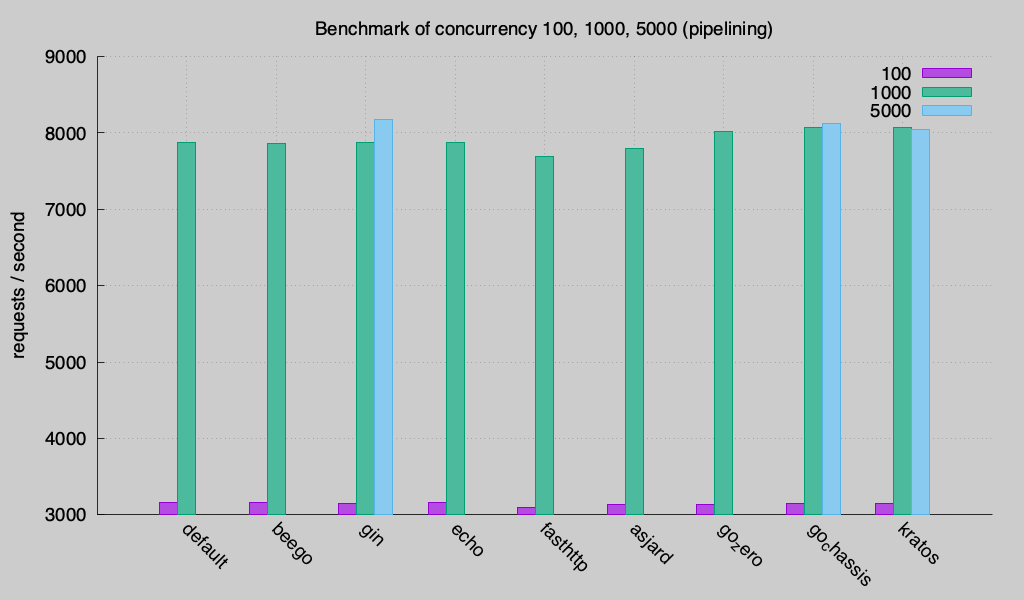 Benchmark of concurrency 100, 1000, 5000 (pipelining)
9000
8000
7000
6000
5000
4000
3000
requests / second
100
1000
5000
default
beego
gin
echo
fasthttp
asjard
gozero
gochassis
kratos